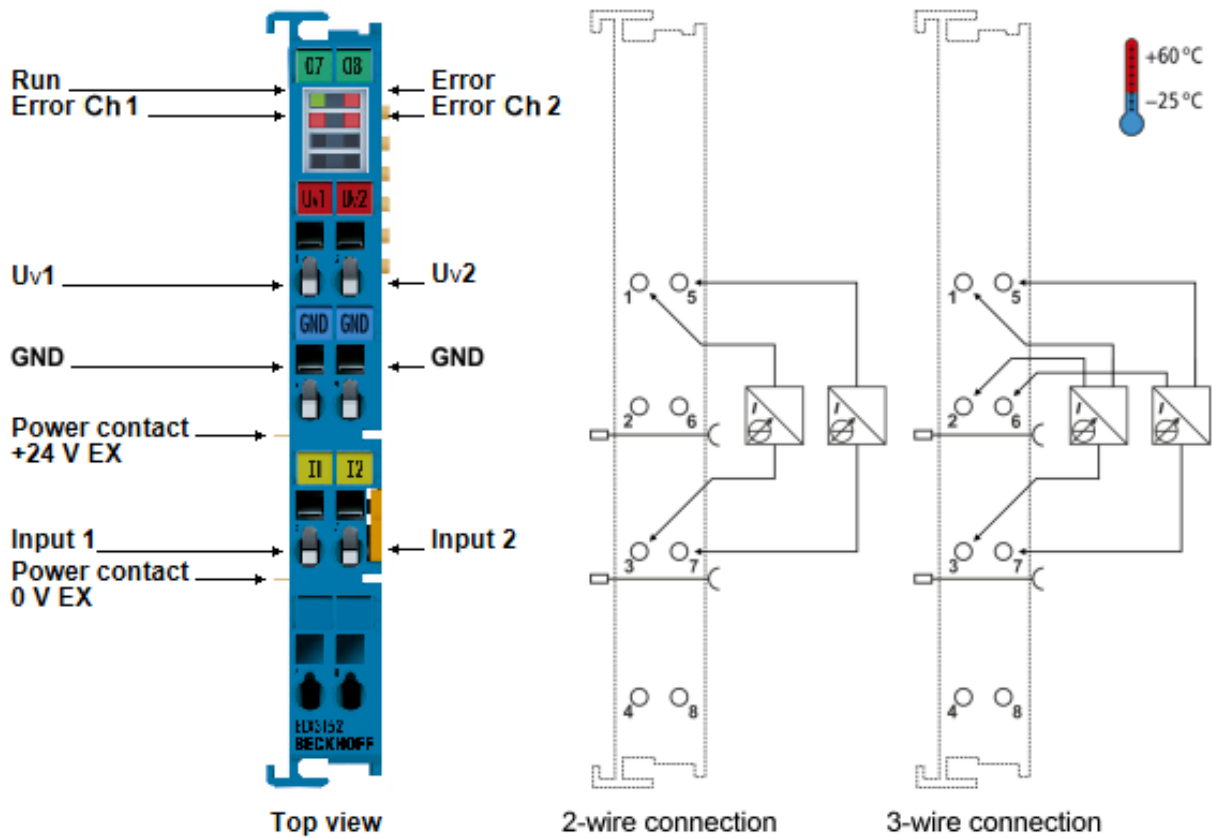 07 08
Run
Error Ch 1
Error
Error Ch 2
Uv1 Uv2
Uv1
Uv2
GND GND
GND
GND
Power contact
+24 V EX
I1 I2
Input 1
Input 2
Power contact
0 V EX
ELX3152
BECKHOFF
Top view
1 5
2 6
I I
3 7
4 8
2-wire connection
+60 °C
–25 °C
1 5
2 6
I I
3 7
4 8
3-wire connection